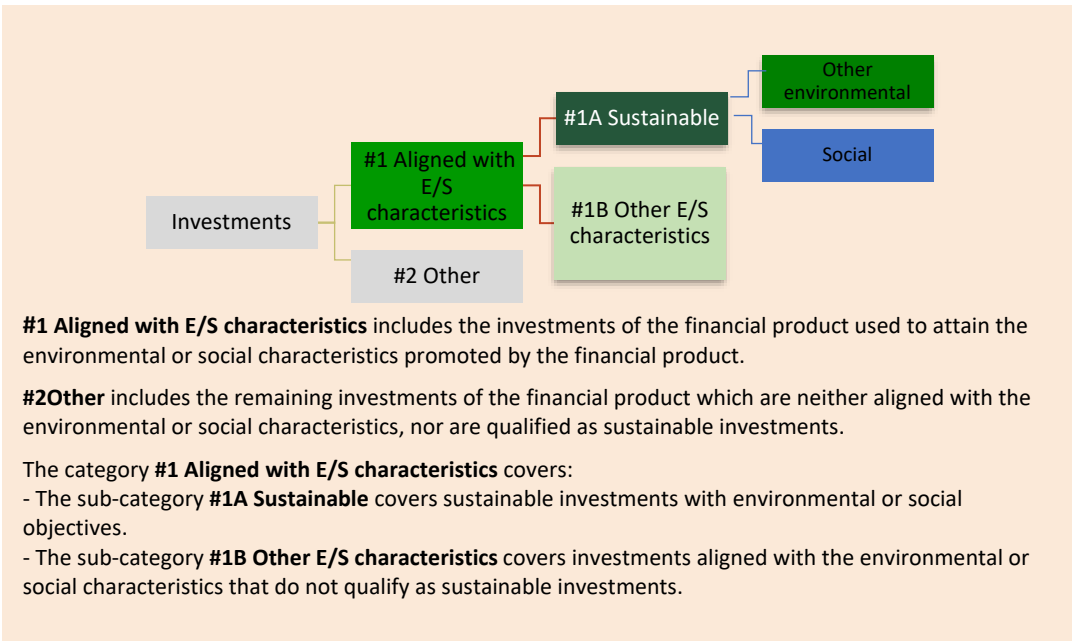 Other
environmental
#1A Sustainable
Social
#1 Aligned with
E/S
characteristics
#1B Other E/S
characteristics
Investments
#2 Other
#1 Aligned with E/S characteristics includes the investments of the financial product used to attain the
environmental or social characteristics promoted by the financial product.
#2Other includes the remaining investments of the financial product which are neither aligned with the
environmental or social characteristics, nor are qualified as sustainable investments.
The category #1 Aligned with E/S characteristics covers:
- The sub-category #1A Sustainable covers sustainable investments with environmental or social
objectives.
- The sub-category #1B Other E/S characteristics covers investments aligned with the environmental or
social characteristics that do not qualify as sustainable investments.